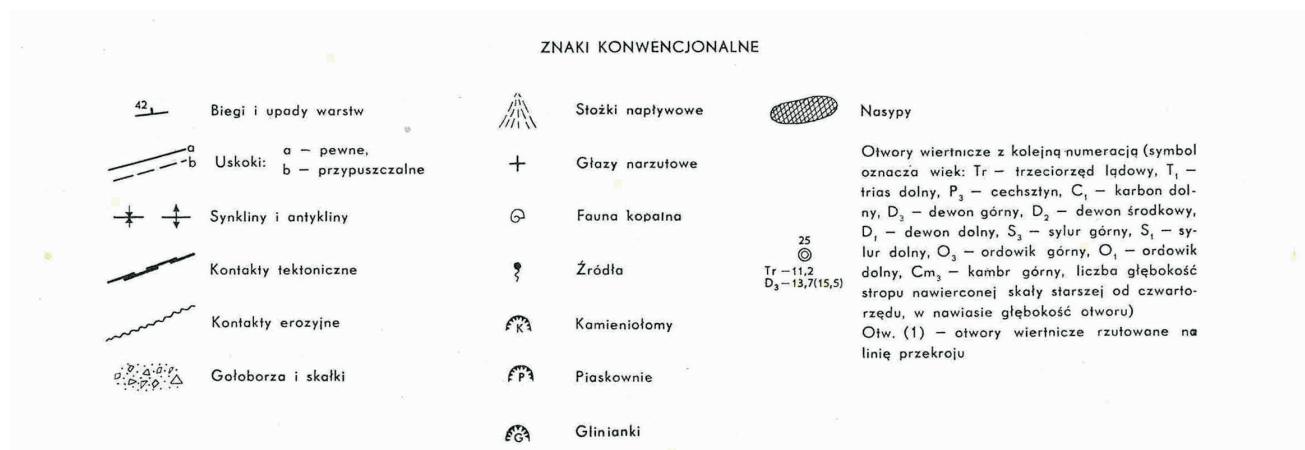 ZNAKI KONWENCJONALNE
42
Biegi i upady warstw
a
b
Uskoki:
a — pewne,
b — przypuszczalne
Synkliny i antykliny
Kontakty tektoniczne
Kontakty erozyjne
Gołoborza i skałki
Stożki napływowe
Głazy narzutowe
Fauna kopalna
Źródła
K
Kamieniołomy
P
Piaskownie
G
Glinianki
Nasypy
25
Tr —11,2
D₃—13,7(15,5)
Otwory wiertnicze z kolejną numeracją (symbol
oznacza wiek: Tr — trzeciorzęd lądowy, T₁ —
trias dolny, P₃ — cechsztyn, C₁ — karbon dol-
ny, D₃ — dewon górny, D₂ — dewon środkowy,
D₁ — dewon dolny, S₃ — sylur górny, S₁ — sy-
lur dolny, O₃ — ordowik górny, O₁ — ordowik
dolny, Cm₃ — kambr górny, liczba głębokość
stropu nawierconej skały starszej od czwarto-
rzędu, w nawiasie głębokość otworu)
Otw. (1) — otwory wiertnicze rzutowane na
linię przekroju